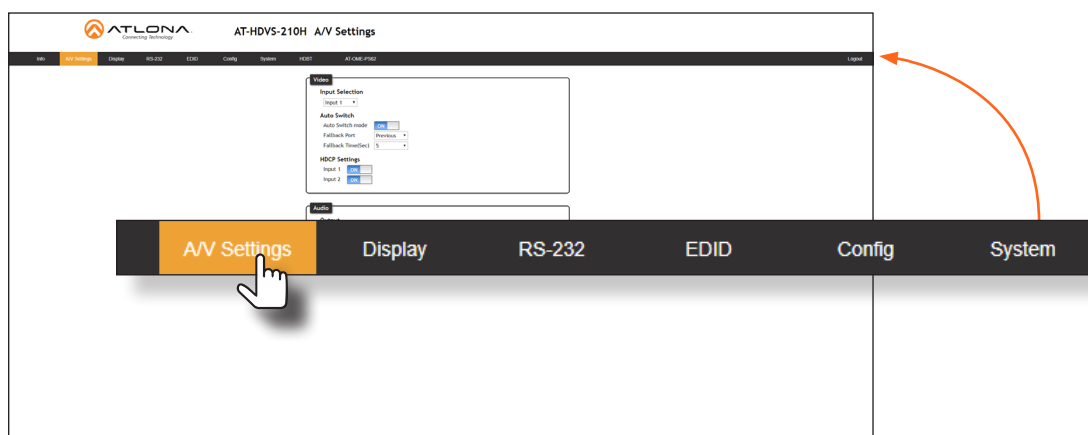 ATLONA
Connecting Technology
AT-HDVS-210H A/V Settings
Info A/V Settings Display RS-232 EDID Config System HDBT AT-OME-PS62 Logout
Video
Input Selection
Input 1
Auto Switch
Auto Switch mode ON
Fallback Port Previous
Fallback Time(Sec) 5
HDCP Settings
Input 1 ON
Input 2 ON
Audio
A/V Settings Display RS-232 EDID Config System